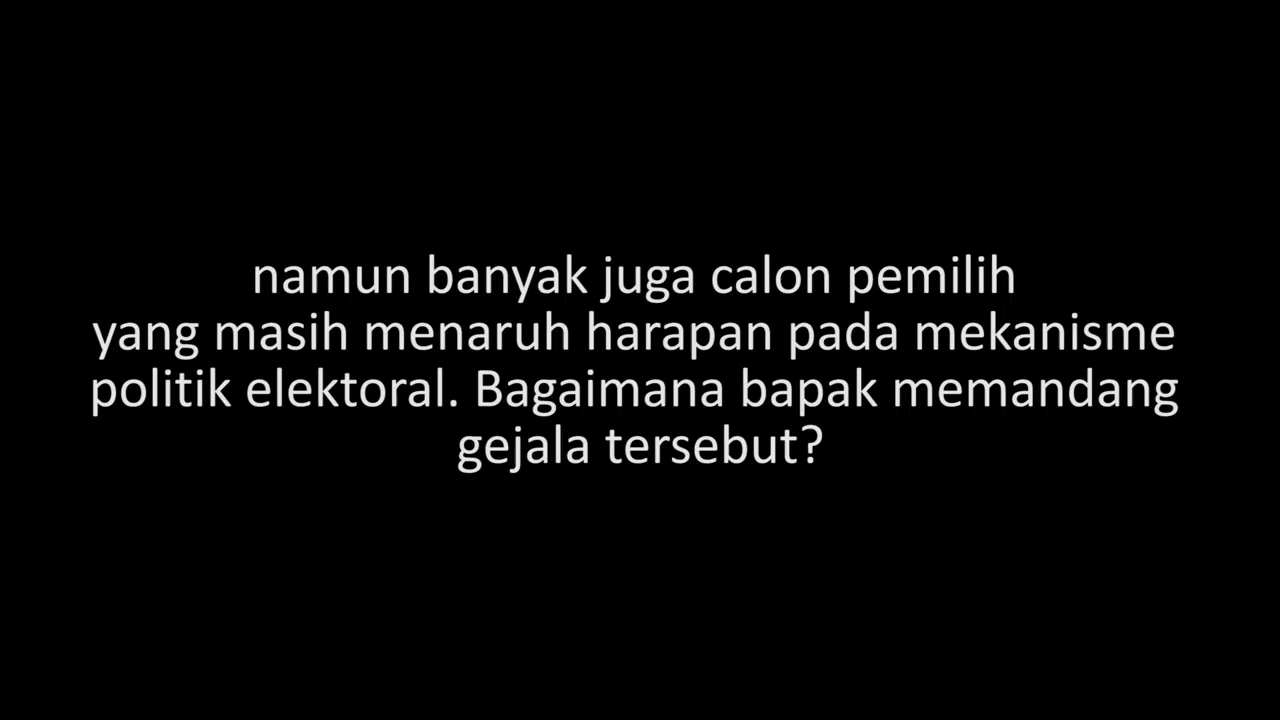 namun banyak juga calon pemilih
yang masih menaruh harapan pada mekanisme
politik elektoral. Bagaimana bapak memandang
gejala tersebut?